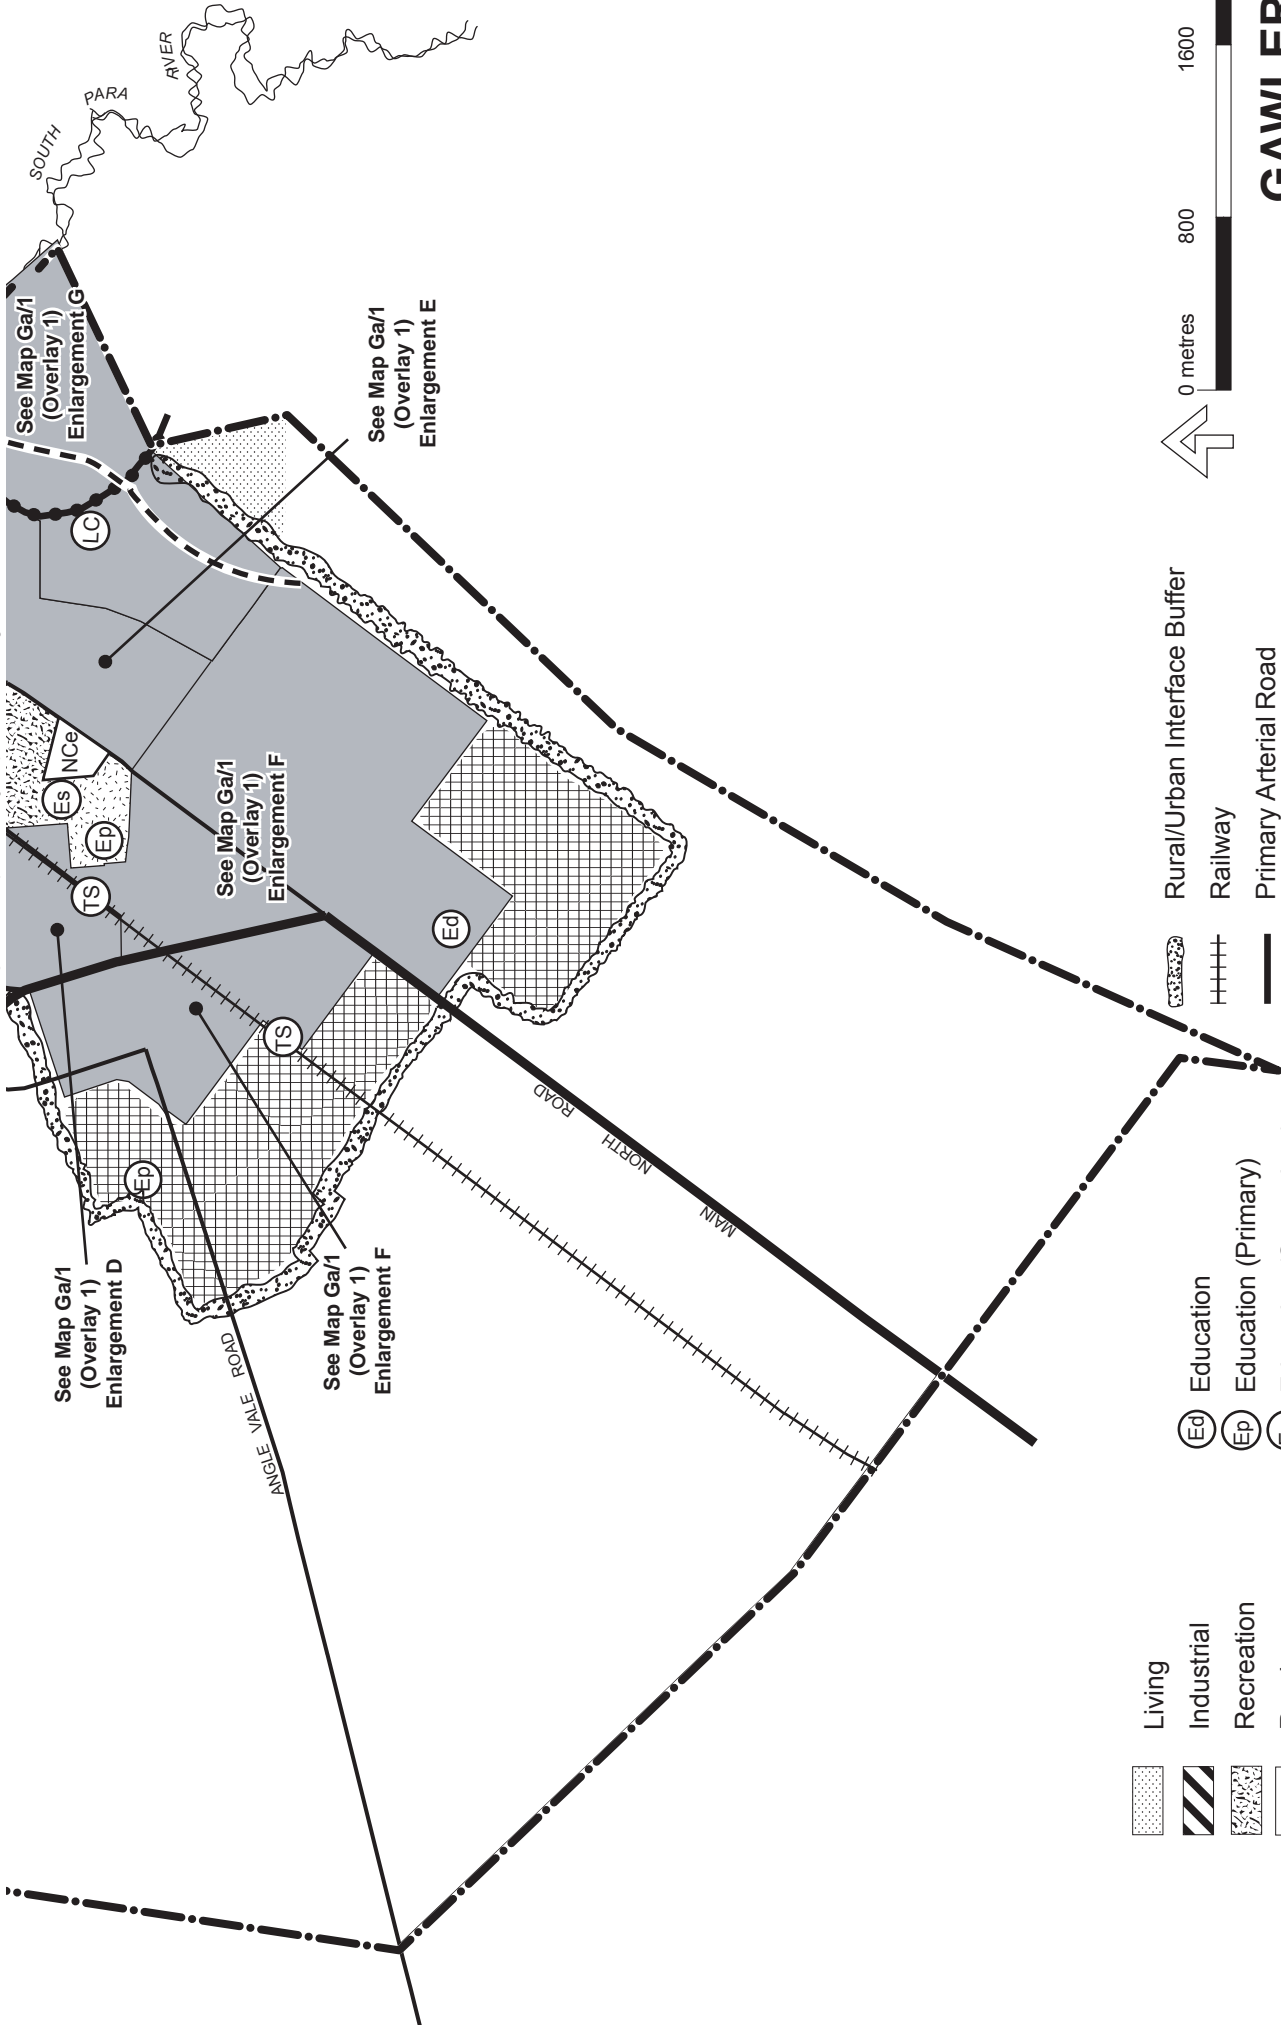 See Map Ga/1
(Overlay 1)
Enlargement D
See Map Ga/1
(Overlay 1)
Enlargement F
See Map Ga/1
(Overlay 1)
Enlargement F
See Map Ga/1
(Overlay 1)
Enlargement E
See Map Ga/1
(Overlay 1)
Enlargement G
SOUTH
PARA
RIVER
LC
NCe
Es
Ep
TS
Ed
TS
Ep
ANGLE VALE ROAD
MAIN
NORTH
ROAD
Living
Industrial
Recreation
Ed Education
Ep Education (Primary)
Rural/Urban Interface Buffer
Railway
Primary Arterial Road
0 metres
800
1600